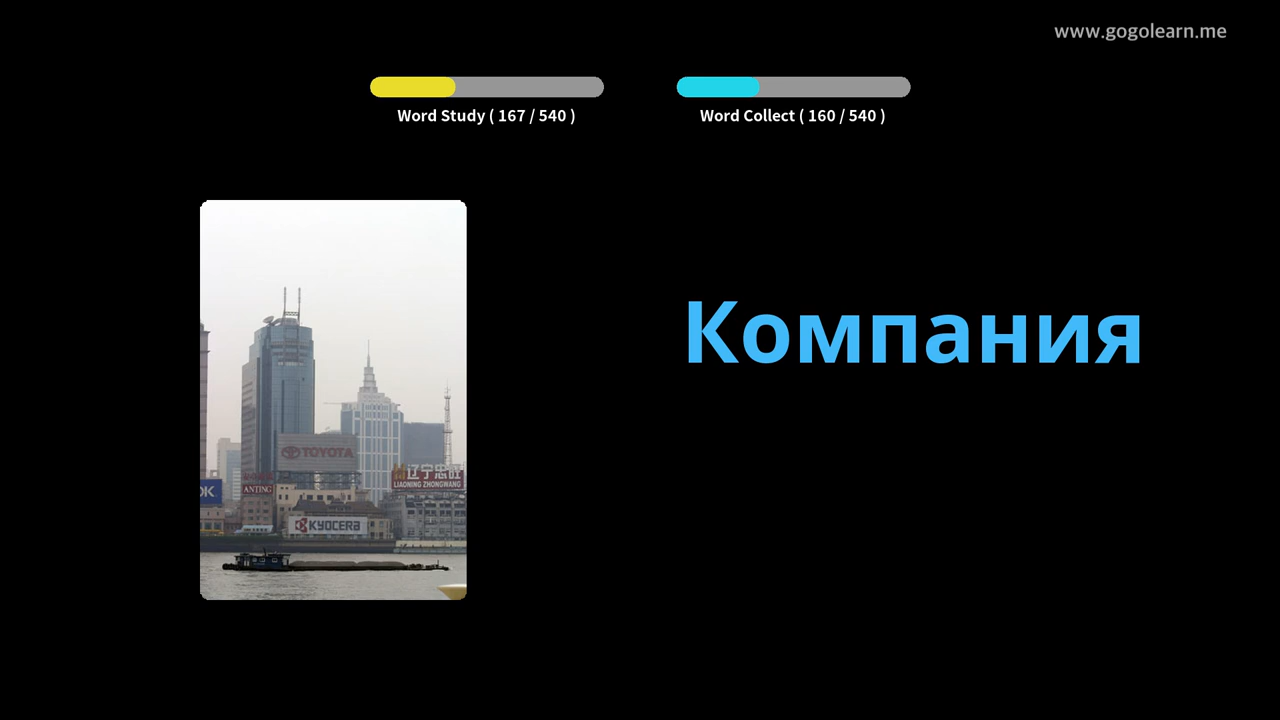 www.gogolearn.me
Word Study ( 167 / 540 )
Word Collect ( 160 / 540 )
Компания
TOYOTA
辽宁忠旺
LIAONING ZHONGWANG
ANTING
KYOCERA